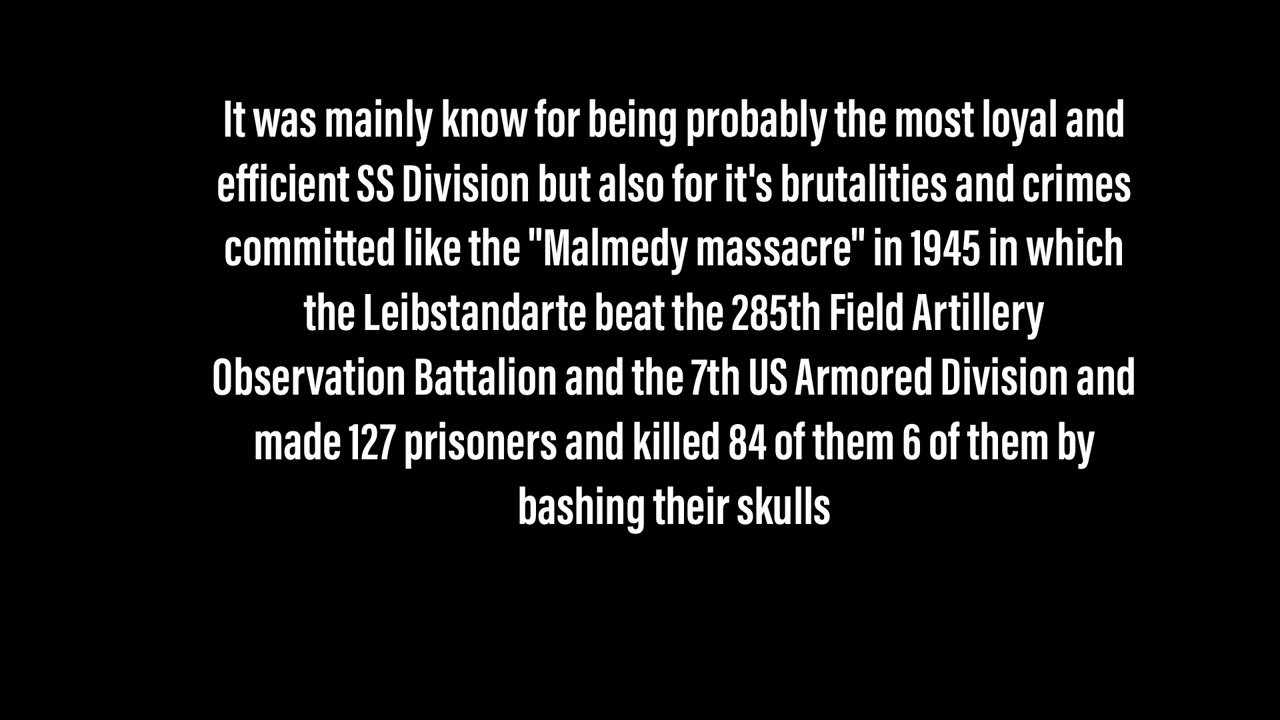 It was mainly know for being probably the most loyal and
efficient SS Division but also for it's brutalities and crimes
committed like the "Malmedy massacre" in 1945 in which
the Leibstandarte beat the 285th Field Artillery
Observation Battalion and the 7th US Armored Division and
made 127 prisoners and killed 84 of them 6 of them by
bashing their skulls